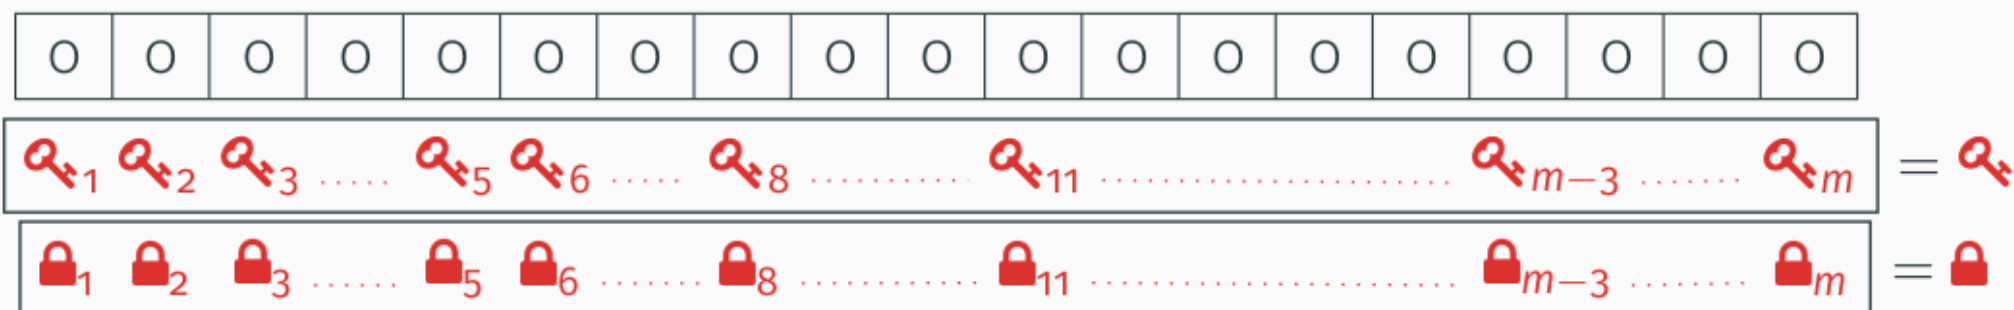 0 0 0 0 0 0 0 0 0 0 0 0 0 0 0 0 0 0 0
1 2 3 ..... 5 6 ..... 8 ........... 11 ........................ m−3 ....... m =
1 2 3 ...... 5 6 ....... 8 ............ 11 ......................... m−3 ........ m =